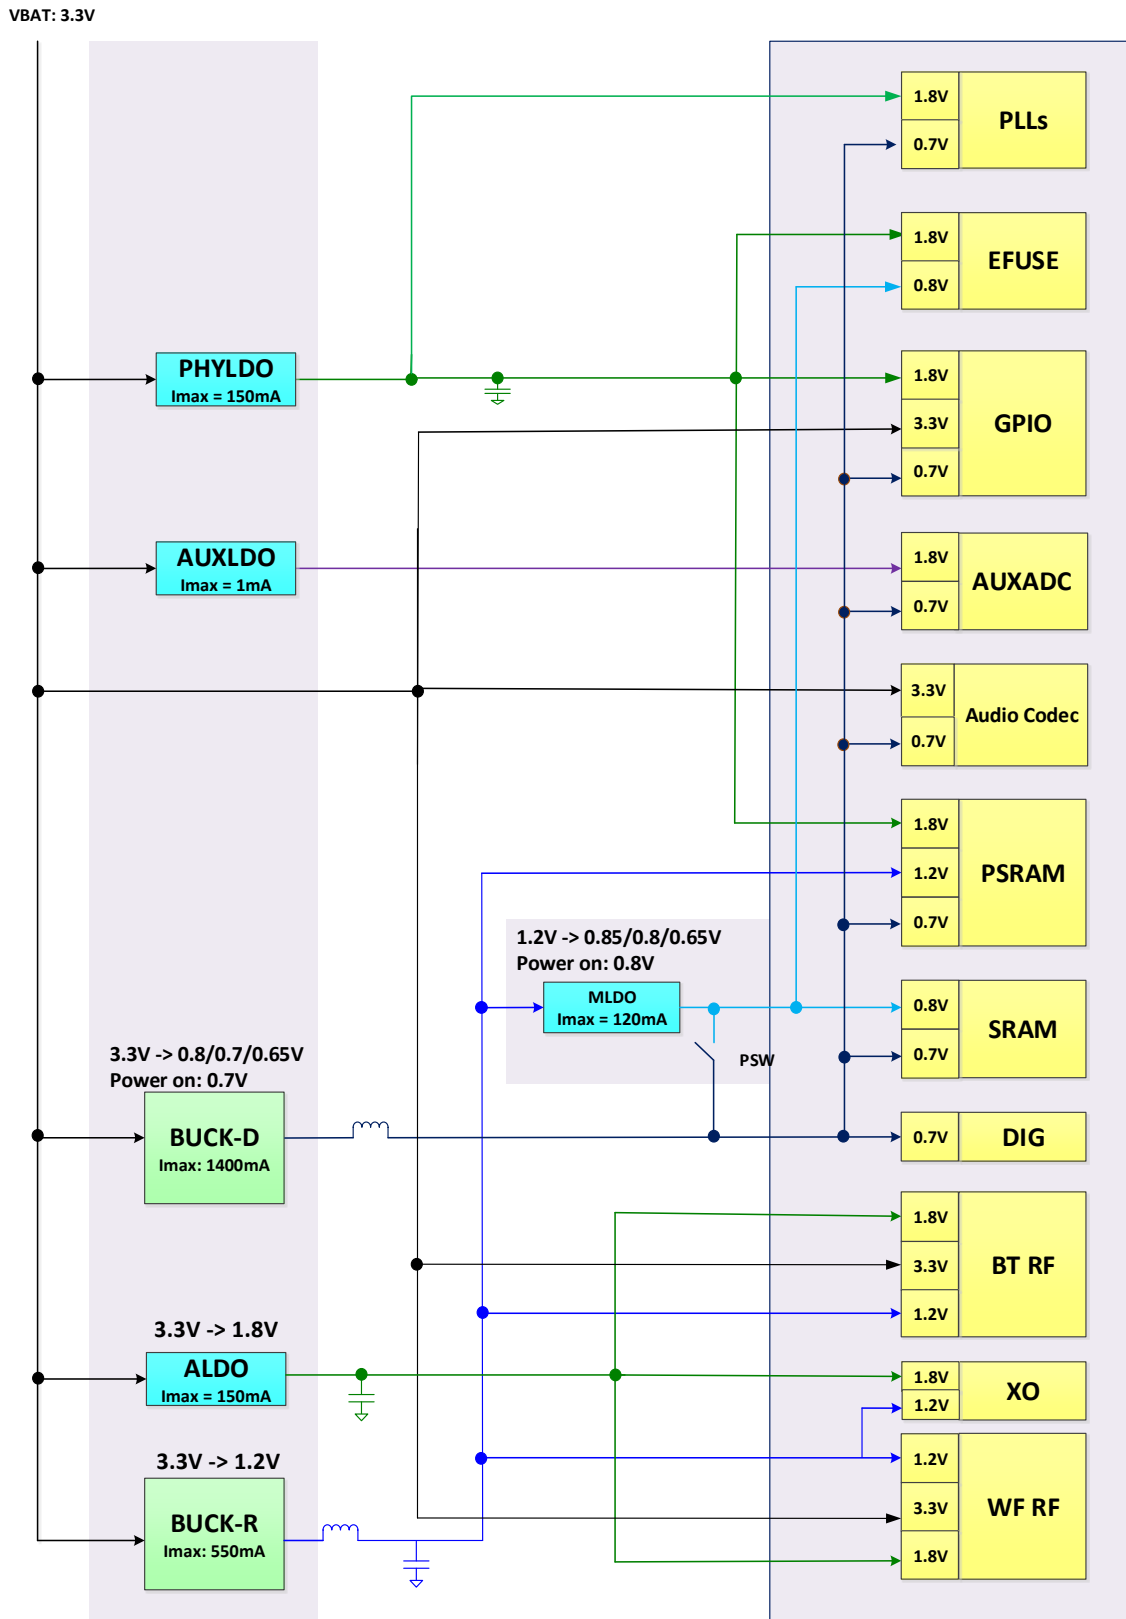 VBAT: 3.3V
1.8V
PLLs
0.7V
1.8V
EFUSE
0.8V
PHYLDO
Imax = 150mA
1.8V
3.3V
GPIO
0.7V
AUXLDO
Imax = 1mA
1.8V
AUXADC
0.7V
3.3V
Audio Codec
0.7V
1.8V
1.2V
PSRAM
0.7V
1.2V -> 0.85/0.8/0.65V
Power on: 0.8V
MLDO
Imax = 120mA
PSW
0.8V
SRAM
0.7V
3.3V -> 0.8/0.7/0.65V
Power on: 0.7V
BUCK-D
Imax: 1400mA
0.7V
DIG
1.8V
3.3V
BT RF
1.2V
3.3V -> 1.8V
ALDO
Imax = 150mA
1.8V
XO
1.2V
3.3V -> 1.2V
BUCK-R
Imax: 550mA
1.2V
3.3V
WF RF
1.8V